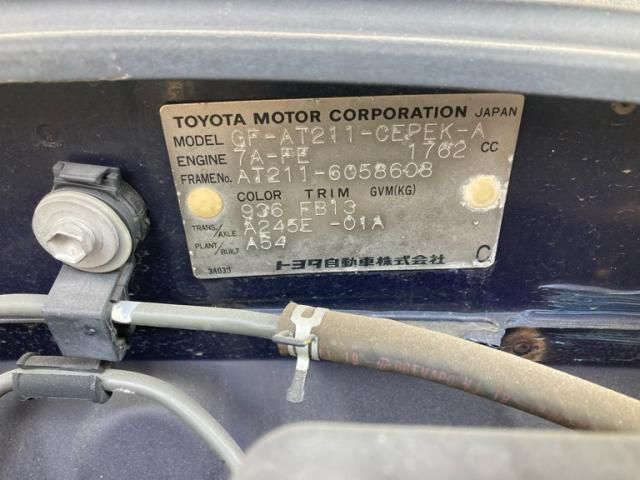 TOYOTA MOTOR CORPORATION JAPAN
MODEL GF-AT211-CEPEK-A
ENGINE 7A-FE 1762 CC
FRAME No. AT211-6058608
COLOR TRIM GVM(KG)
936 FB13
TRANS./AXLE A245E -01A
PLANT/BUILT A54
3A033 トヨタ自動車株式会社 C